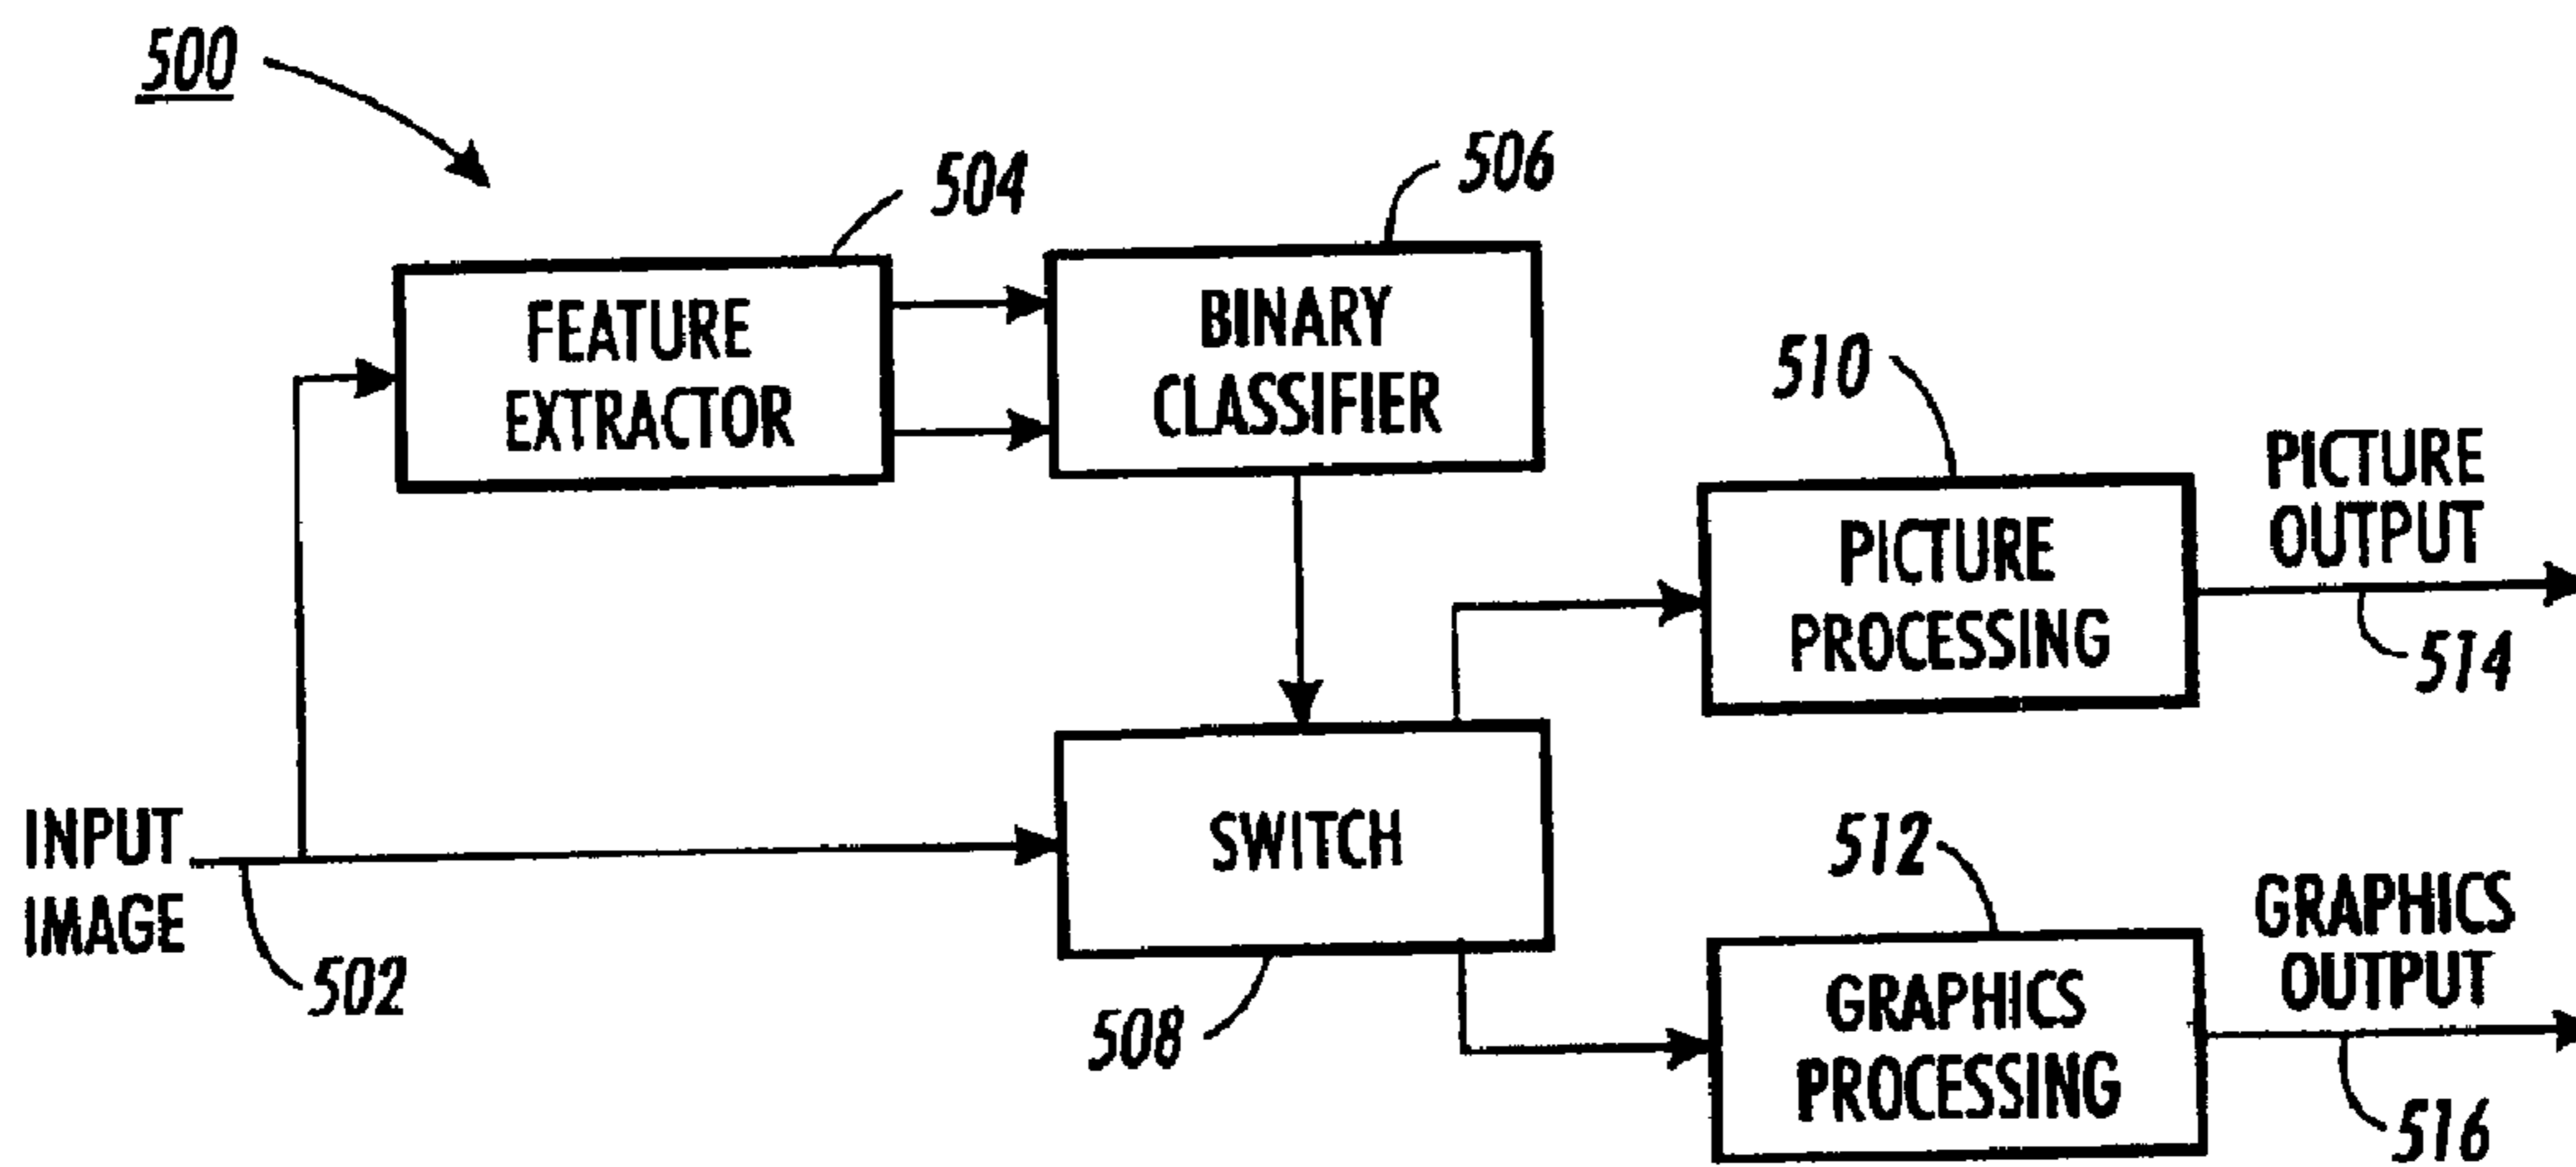 500
504
506
FEATURE
EXTRACTOR
BINARY
CLASSIFIER
510
PICTURE
PROCESSING
PICTURE
OUTPUT
514
INPUT
IMAGE
502
SWITCH
508
512
GRAPHICS
PROCESSING
GRAPHICS
OUTPUT
516